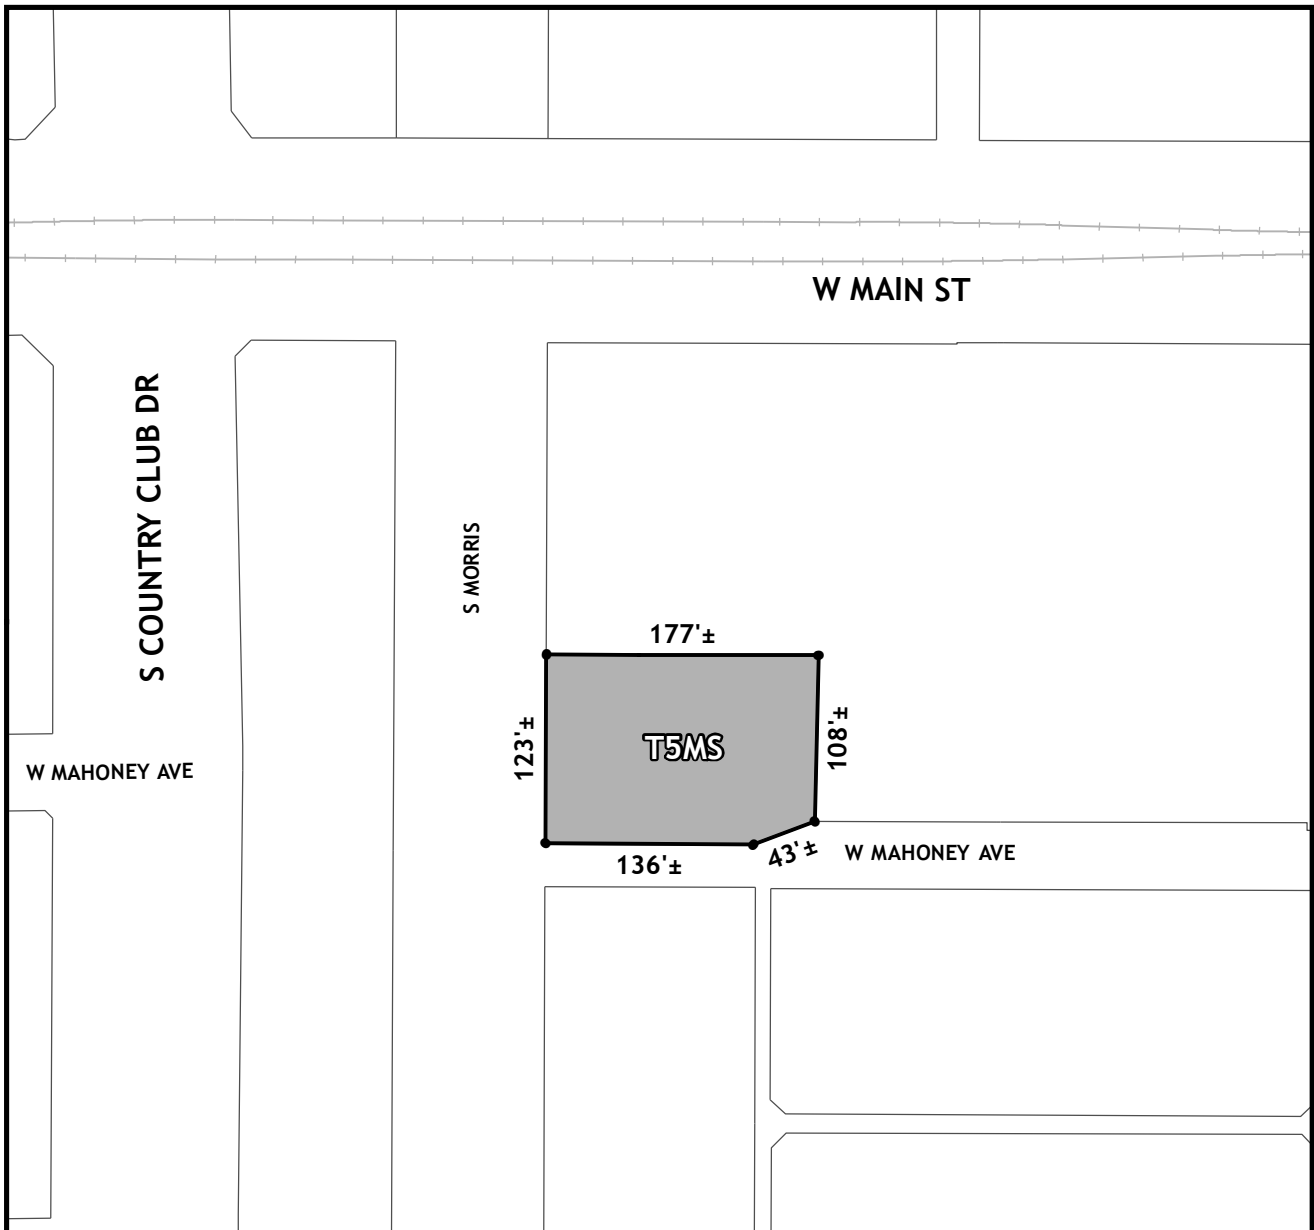 W MAIN ST
S COUNTRY CLUB DR
S MORRIS
177'±
123'±
T5MS
108'±
W MAHONEY AVE
136'±
43'±
W MAHONEY AVE